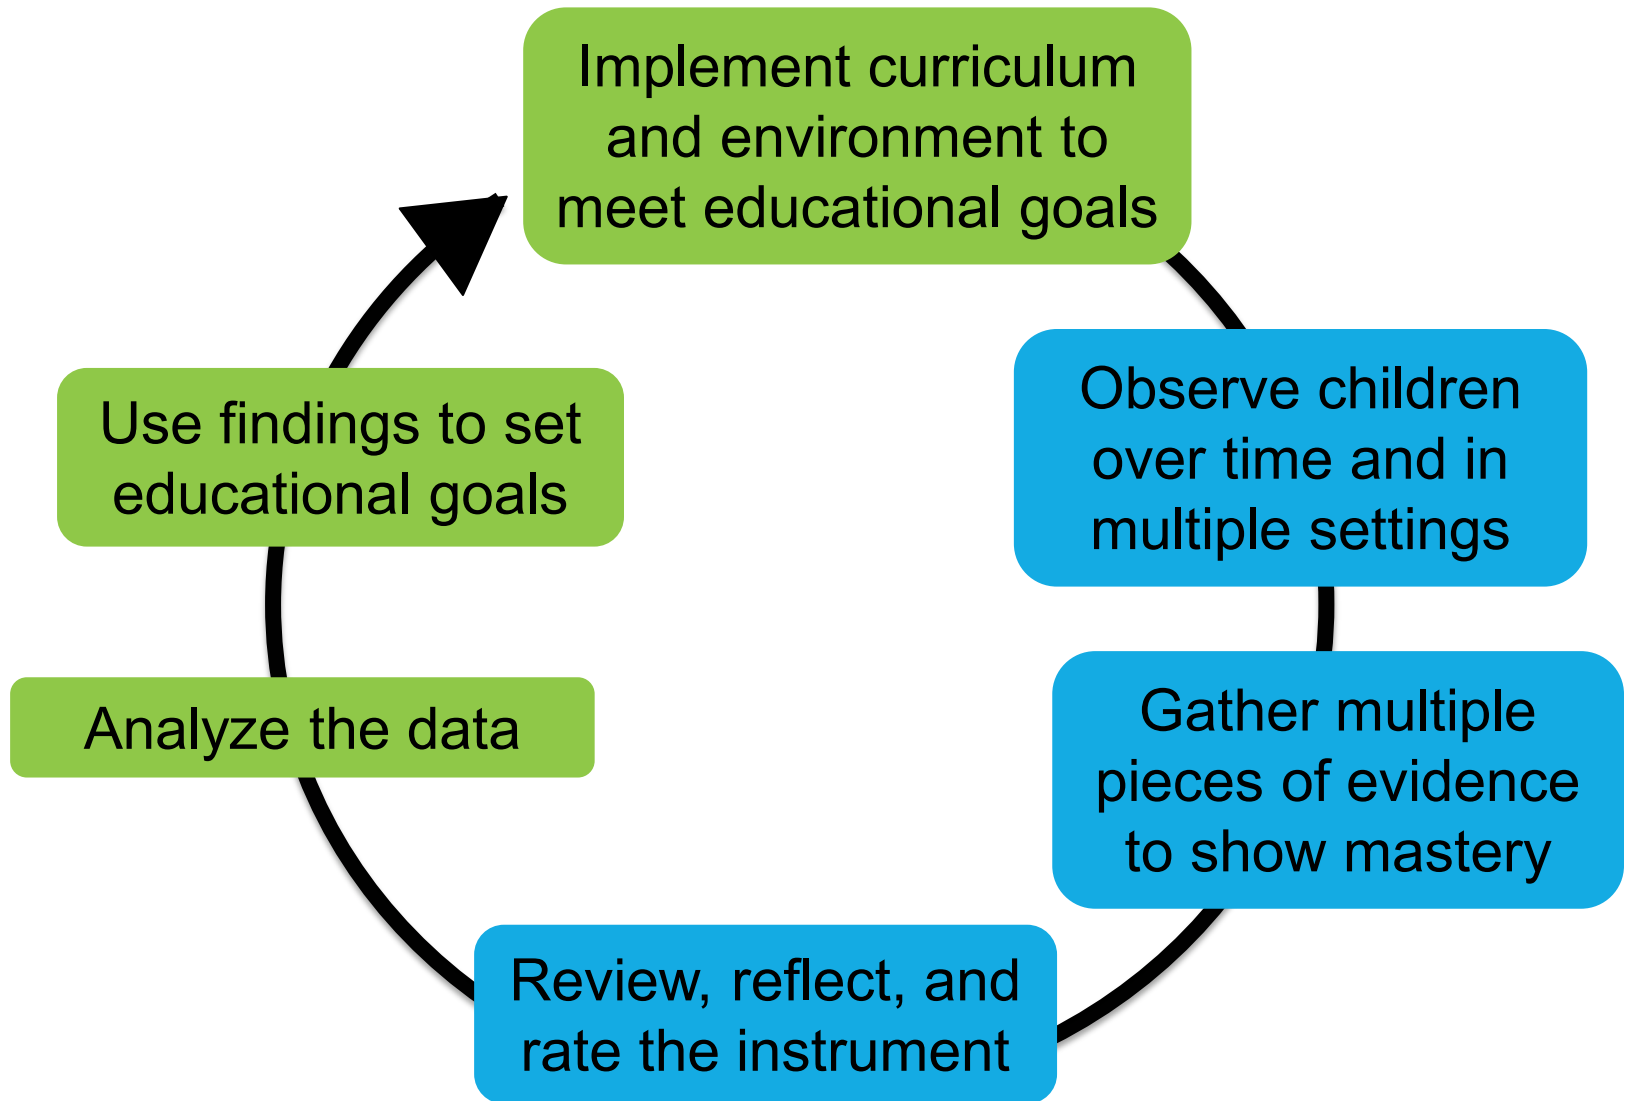 Implement curriculum
and environment to
meet educational goals
Observe children
over time and in
multiple settings
Gather multiple
pieces of evidence
to show mastery
Review, reflect, and
rate the instrument
Analyze the data
Use findings to set
educational goals